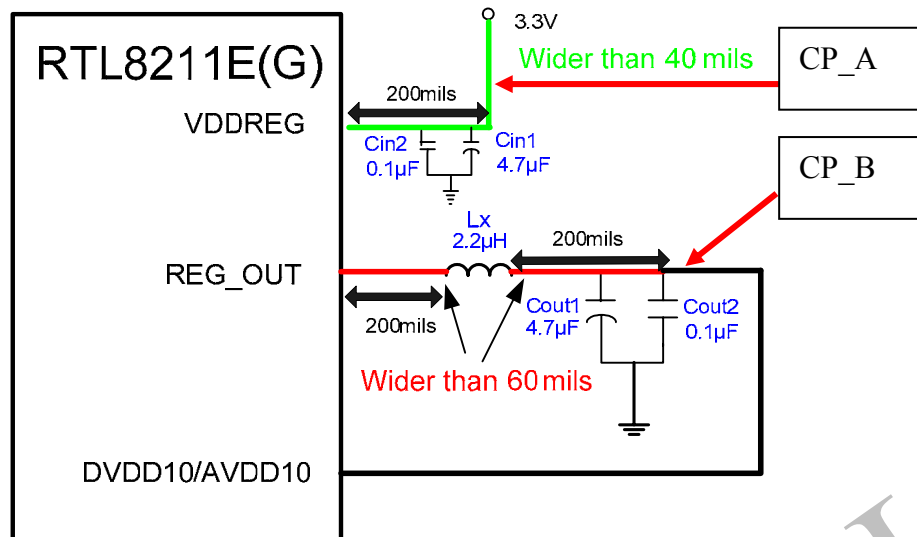 3.3V
RTL8211E(G)
Wider than 40 mils
CP_A
200mils
VDDREG
Cin2
0.1µF
Cin1
4.7µF
CP_B
Lx
2.2µH
200mils
REG_OUT
200mils
Cout1
4.7µF
Cout2
0.1µF
Wider than 60 mils
DVDD10/AVDD10